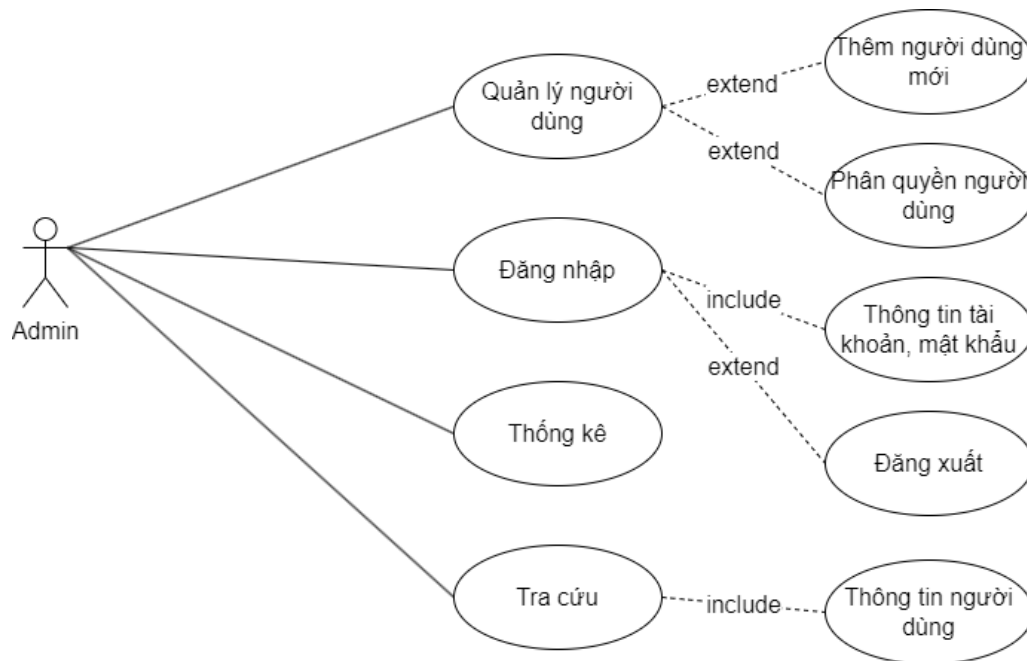 Thêm người dùng
mới
Quản lý người
dùng
extend
extend
Phân quyền người
dùng
Đăng nhập
include
Thông tin tài
khoản, mật khẩu
Admin
extend
Thống kê
Đăng xuất
Tra cứu
include
Thông tin người
dùng